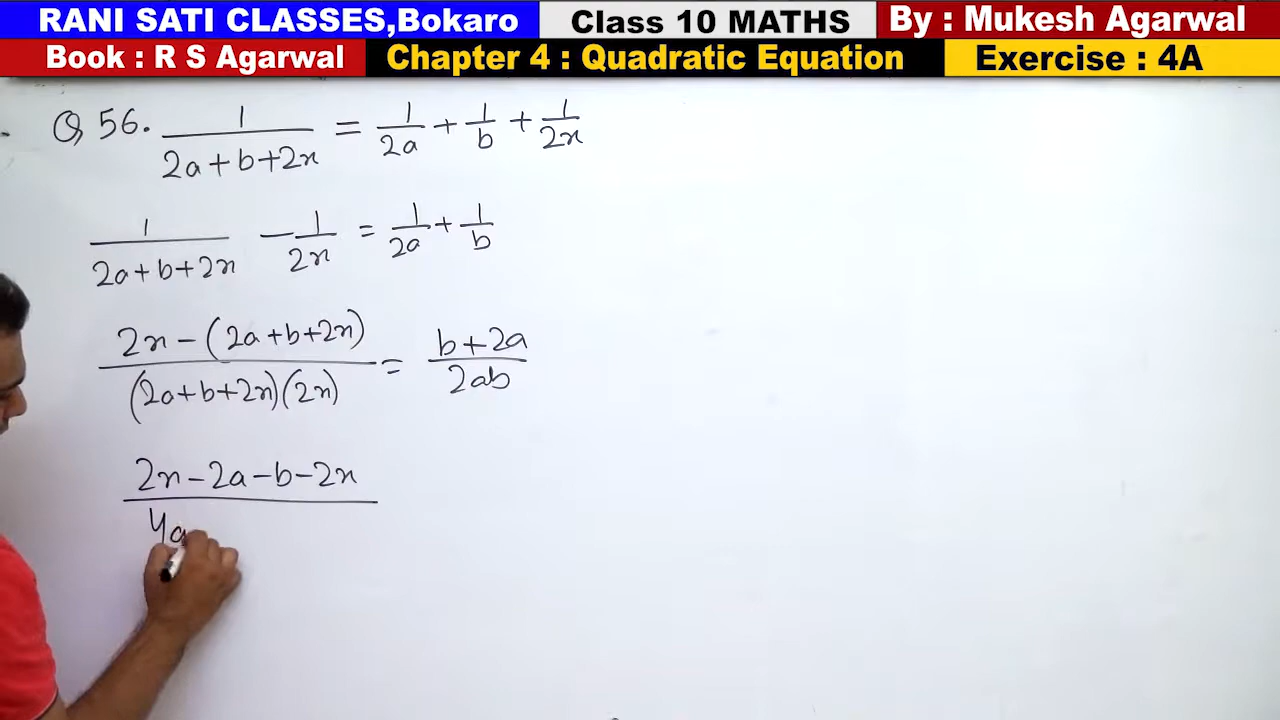 RANI SATI CLASSES,Bokaro Class 10 MATHS By : Mukesh Agarwal
Book : R S Agarwal Chapter 4 : Quadratic Equation Exercise : 4A
Q 56. 1/(2a+b+2x) = 1/2a + 1/b + 1/2x
1/(2a+b+2x) - 1/2x = 1/2a + 1/b
(2x-(2a+b+2x))/((2a+b+2x)(2x)) = (b+2a)/2ab
2x-2a-b-2x
4a